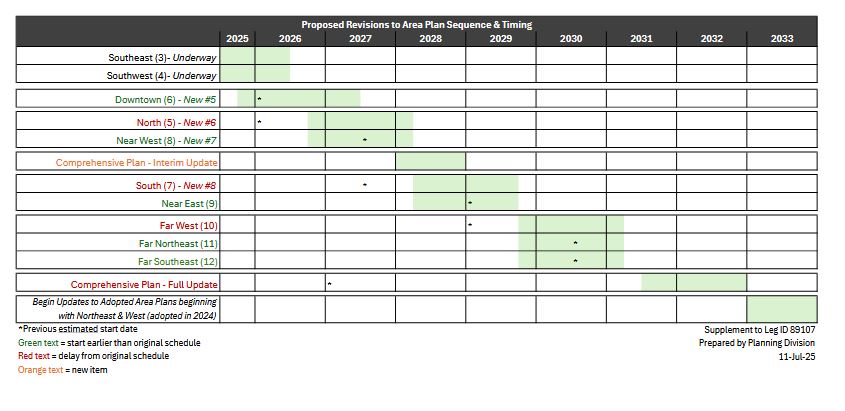 Proposed Revisions to Area Plan Sequence & Timing
2025 2026 2027 2028 2029 2030 2031 2032 2033
Southeast (3)- Underway
Southwest (4)- Underway
Downtown (6) - New #5 *
North (5) - New #6 *
Near West (8) - New #7 *
Comprehensive Plan - Interim Update
South (7) - New #8 *
Near East (9) *
Far West (10) *
Far Northeast (11) *
Far Southeast (12) *
Comprehensive Plan - Full Update *
Begin Updates to Adopted Area Plans beginning
with Northeast & West (adopted in 2024)
*Previous estimated start date
Green text = start earlier than original schedule
Red text = delay from original schedule
Orange text = new item
Supplement to Leg ID 89107
Prepared by Planning Division
11-Jul-25